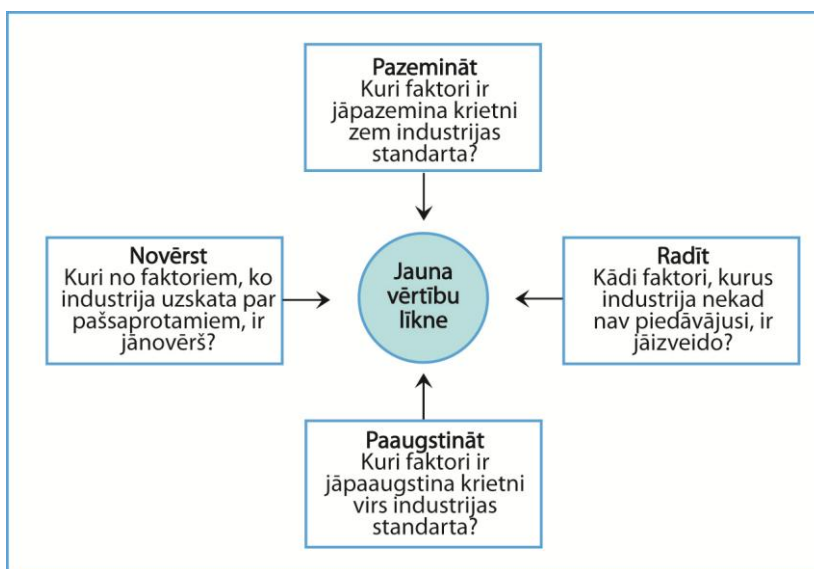 Pazemināt
Kuri faktori ir
jāpazemina krietni
zem industrijas
standarta?
Novērst
Kuri no faktoriem, ko
industrija uzskata par
pašsaprotamiem, ir
jānovērš?
Jauna
vērtību
līkne
Radīt
Kādi faktori, kurus
industrija nekad
nav piedāvājusi, ir
jāizveido?
Paaugstināt
Kuri faktori ir
jāpaaugstina krietni
virs industrijas
standarta?